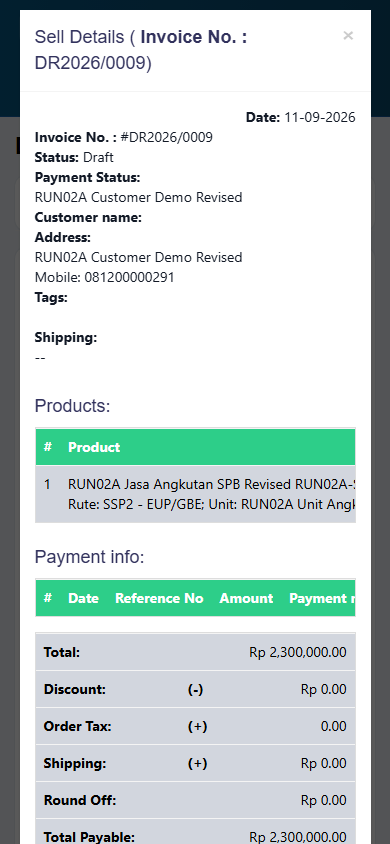 Sell Details ( Invoice No. :
DR2026/0009)
×
Date: 11-09-2026
Invoice No. : #DR2026/0009
Status: Draft
Payment Status:
RUN02A Customer Demo Revised
Customer name:
Address:
RUN02A Customer Demo Revised
Mobile: 081200000291
Tags:
Shipping:
--
Products:
# Product
1 RUN02A Jasa Angkutan SPB Revised RUN02A-S
Rute: SSP2 - EUP/GBE; Unit: RUN02A Unit Angk
Payment info:
# Date Reference No Amount Payment
Total: Rp 2,300,000.00
Discount: (-) Rp 0.00
Order Tax: (+) 0.00
Shipping: (+) Rp 0.00
Round Off: Rp 0.00
Total Payable: Rp 2,300,000.00